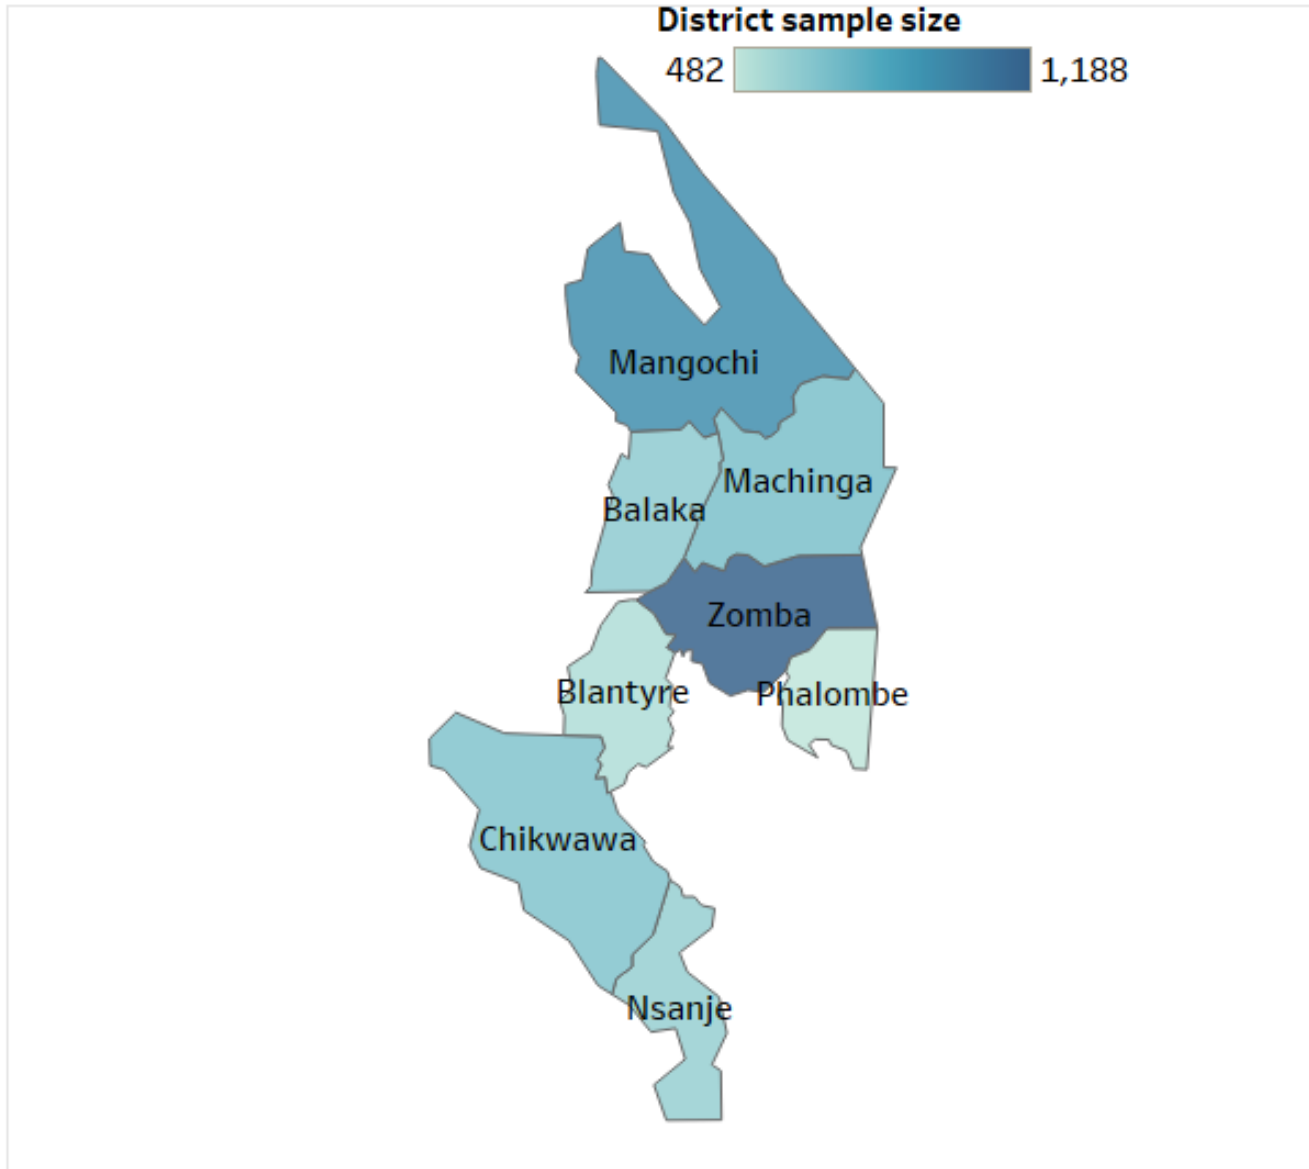 District sample size
482 1,188
Mangochi
Machinga
Balaka
Zomba
Blantyre Phalombe
Chikwawa
Nsanje